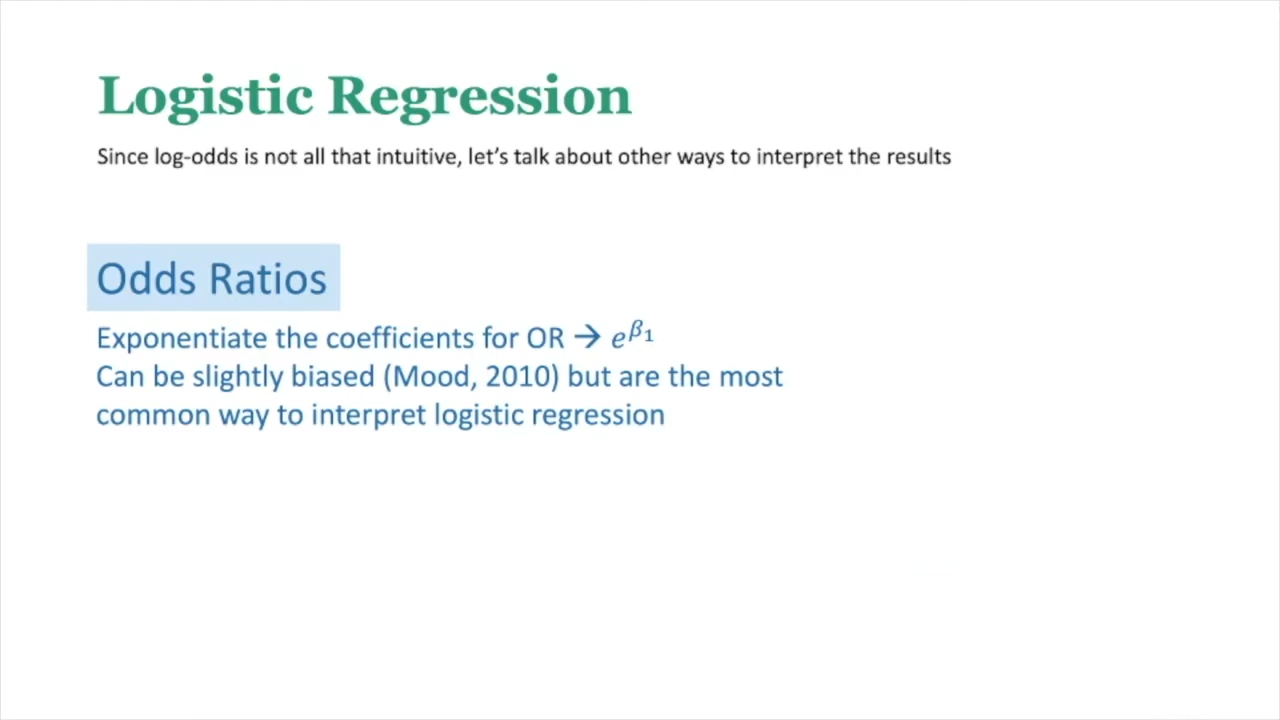 Logistic Regression
Since log-odds is not all that intuitive, let's talk about other ways to interpret the results
Odds Ratios
Exponentiate the coefficients for OR → $e^{\beta_1}$
Can be slightly biased (Mood, 2010) but are the most
common way to interpret logistic regression